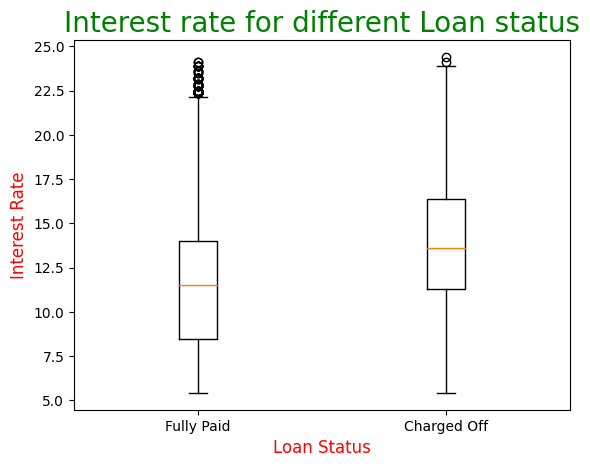 Interest rate for different Loan status
Interest Rate
25.0
22.5
20.0
17.5
15.0
12.5
10.0
7.5
5.0
Fully Paid
Charged Off
Loan Status